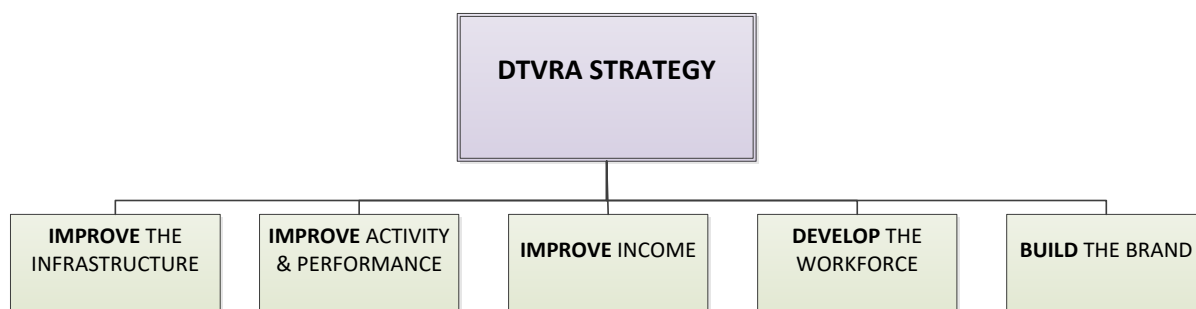 DTVRA STRATEGY
IMPROVE THE
INFRASTRUCTURE
IMPROVE ACTIVITY
& PERFORMANCE
IMPROVE INCOME
DEVELOP THE
WORKFORCE
BUILD THE BRAND